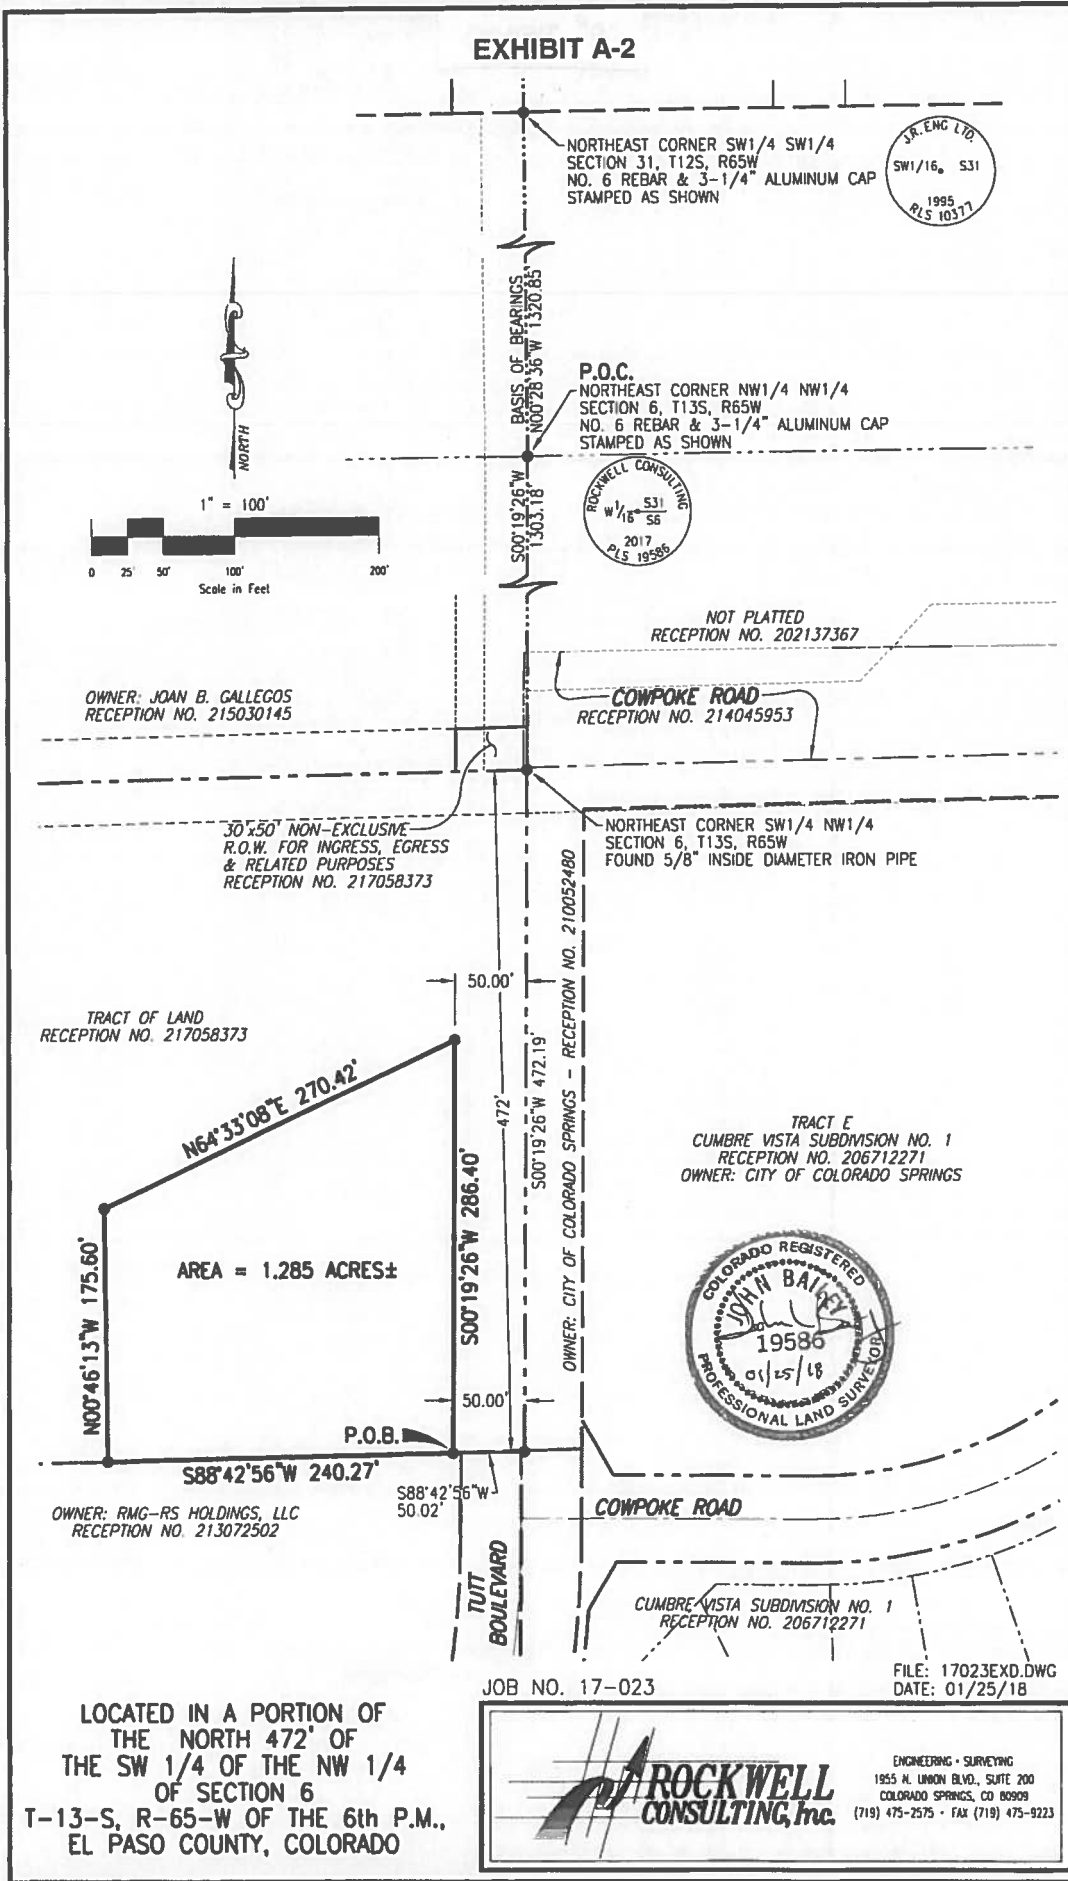 EXHIBIT A-2
NORTHEAST CORNER SW1/4 SW1/4
SECTION 31, T12S, R65W
NO. 6 REBAR & 3-1/4" ALUMINUM CAP
STAMPED AS SHOWN
J.R. ENG LTD.
SW1/16 S31
1995
RLS 10377
BASIS OF BEARINGS
N00°28'36"W 1320.85'
P.O.C.
NORTHEAST CORNER NW1/4 NW1/4
SECTION 6, T13S, R65W
NO. 6 REBAR & 3-1/4" ALUMINUM CAP
STAMPED AS SHOWN
NORTH
ROCKWELL CONSULTING
W 1/16 S31
S6
2017
PLS 19586
S00°19'26"W
1303.18'
1" = 100'
0 25' 50' 100' 200'
Scale in Feet
NOT PLATTED
RECEPTION NO. 202137367
OWNER: JOAN B. GALLEGOS
RECEPTION NO. 215030145
COWPOKE ROAD
RECEPTION NO. 214045953
30'x50' NON-EXCLUSIVE
R.O.W. FOR INGRESS, EGRESS
& RELATED PURPOSES
RECEPTION NO. 217058373
NORTHEAST CORNER SW1/4 NW1/4
SECTION 6, T13S, R65W
FOUND 5/8" INSIDE DIAMETER IRON PIPE
50.00'
TRACT OF LAND
RECEPTION NO. 217058373
N64°33'08"E 270.42'
472'
S00°19'26"W 472.19'
OWNER: CITY OF COLORADO SPRINGS - RECEPTION NO. 210052480
TRACT E
CUMBRE VISTA SUBDIVISION NO. 1
RECEPTION NO. 206712271
OWNER: CITY OF COLORADO SPRINGS
S00°19'26"W 286.40'
N00°46'13"W 175.60'
AREA = 1.285 ACRES±
COLORADO REGISTERED
JOHN BAILEY
19586
01/25/18
PROFESSIONAL LAND SURVEYOR
50.00'
P.O.B.
S88°42'56"W 240.27'
S88°42'56"W
50.02'
OWNER: RMG-RS HOLDINGS, LLC
RECEPTION NO. 213072502
COWPOKE ROAD
TUTT
BOULEVARD
CUMBRE VISTA SUBDIVISION NO. 1
RECEPTION NO. 206712271
JOB NO. 17-023
FILE: 17023EXD.DWG
DATE: 01/25/18
LOCATED IN A PORTION OF
THE NORTH 472' OF
THE SW 1/4 OF THE NW 1/4
OF SECTION 6
T-13-S, R-65-W OF THE 6th P.M.,
EL PASO COUNTY, COLORADO
ROCKWELL
CONSULTING, Inc.
ENGINEERING • SURVEYING
1955 N. UNION BLVD., SUITE 200
COLORADO SPRINGS, CO 80909
(719) 475-2575 • FAX (719) 475-9223